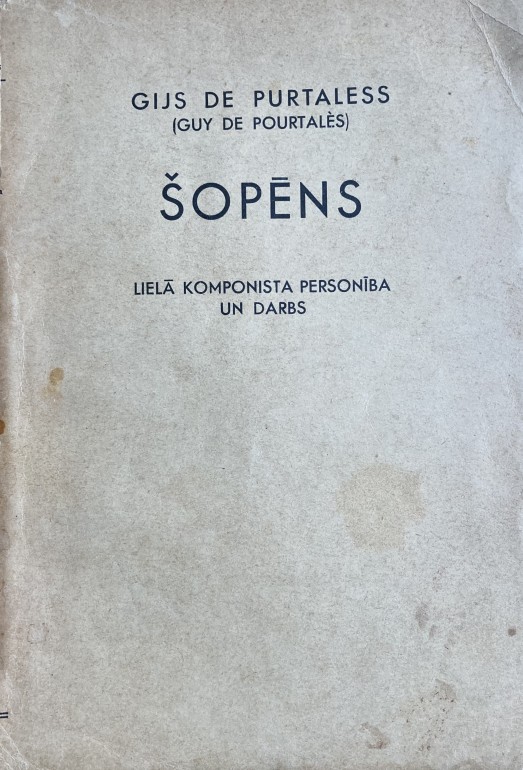 GIJS DE PURTALESS
(GUY DE POURTALÈS)
ŠOPĒNS
LIELĀ KOMPONISTA PERSONĪBA
UN DARBS